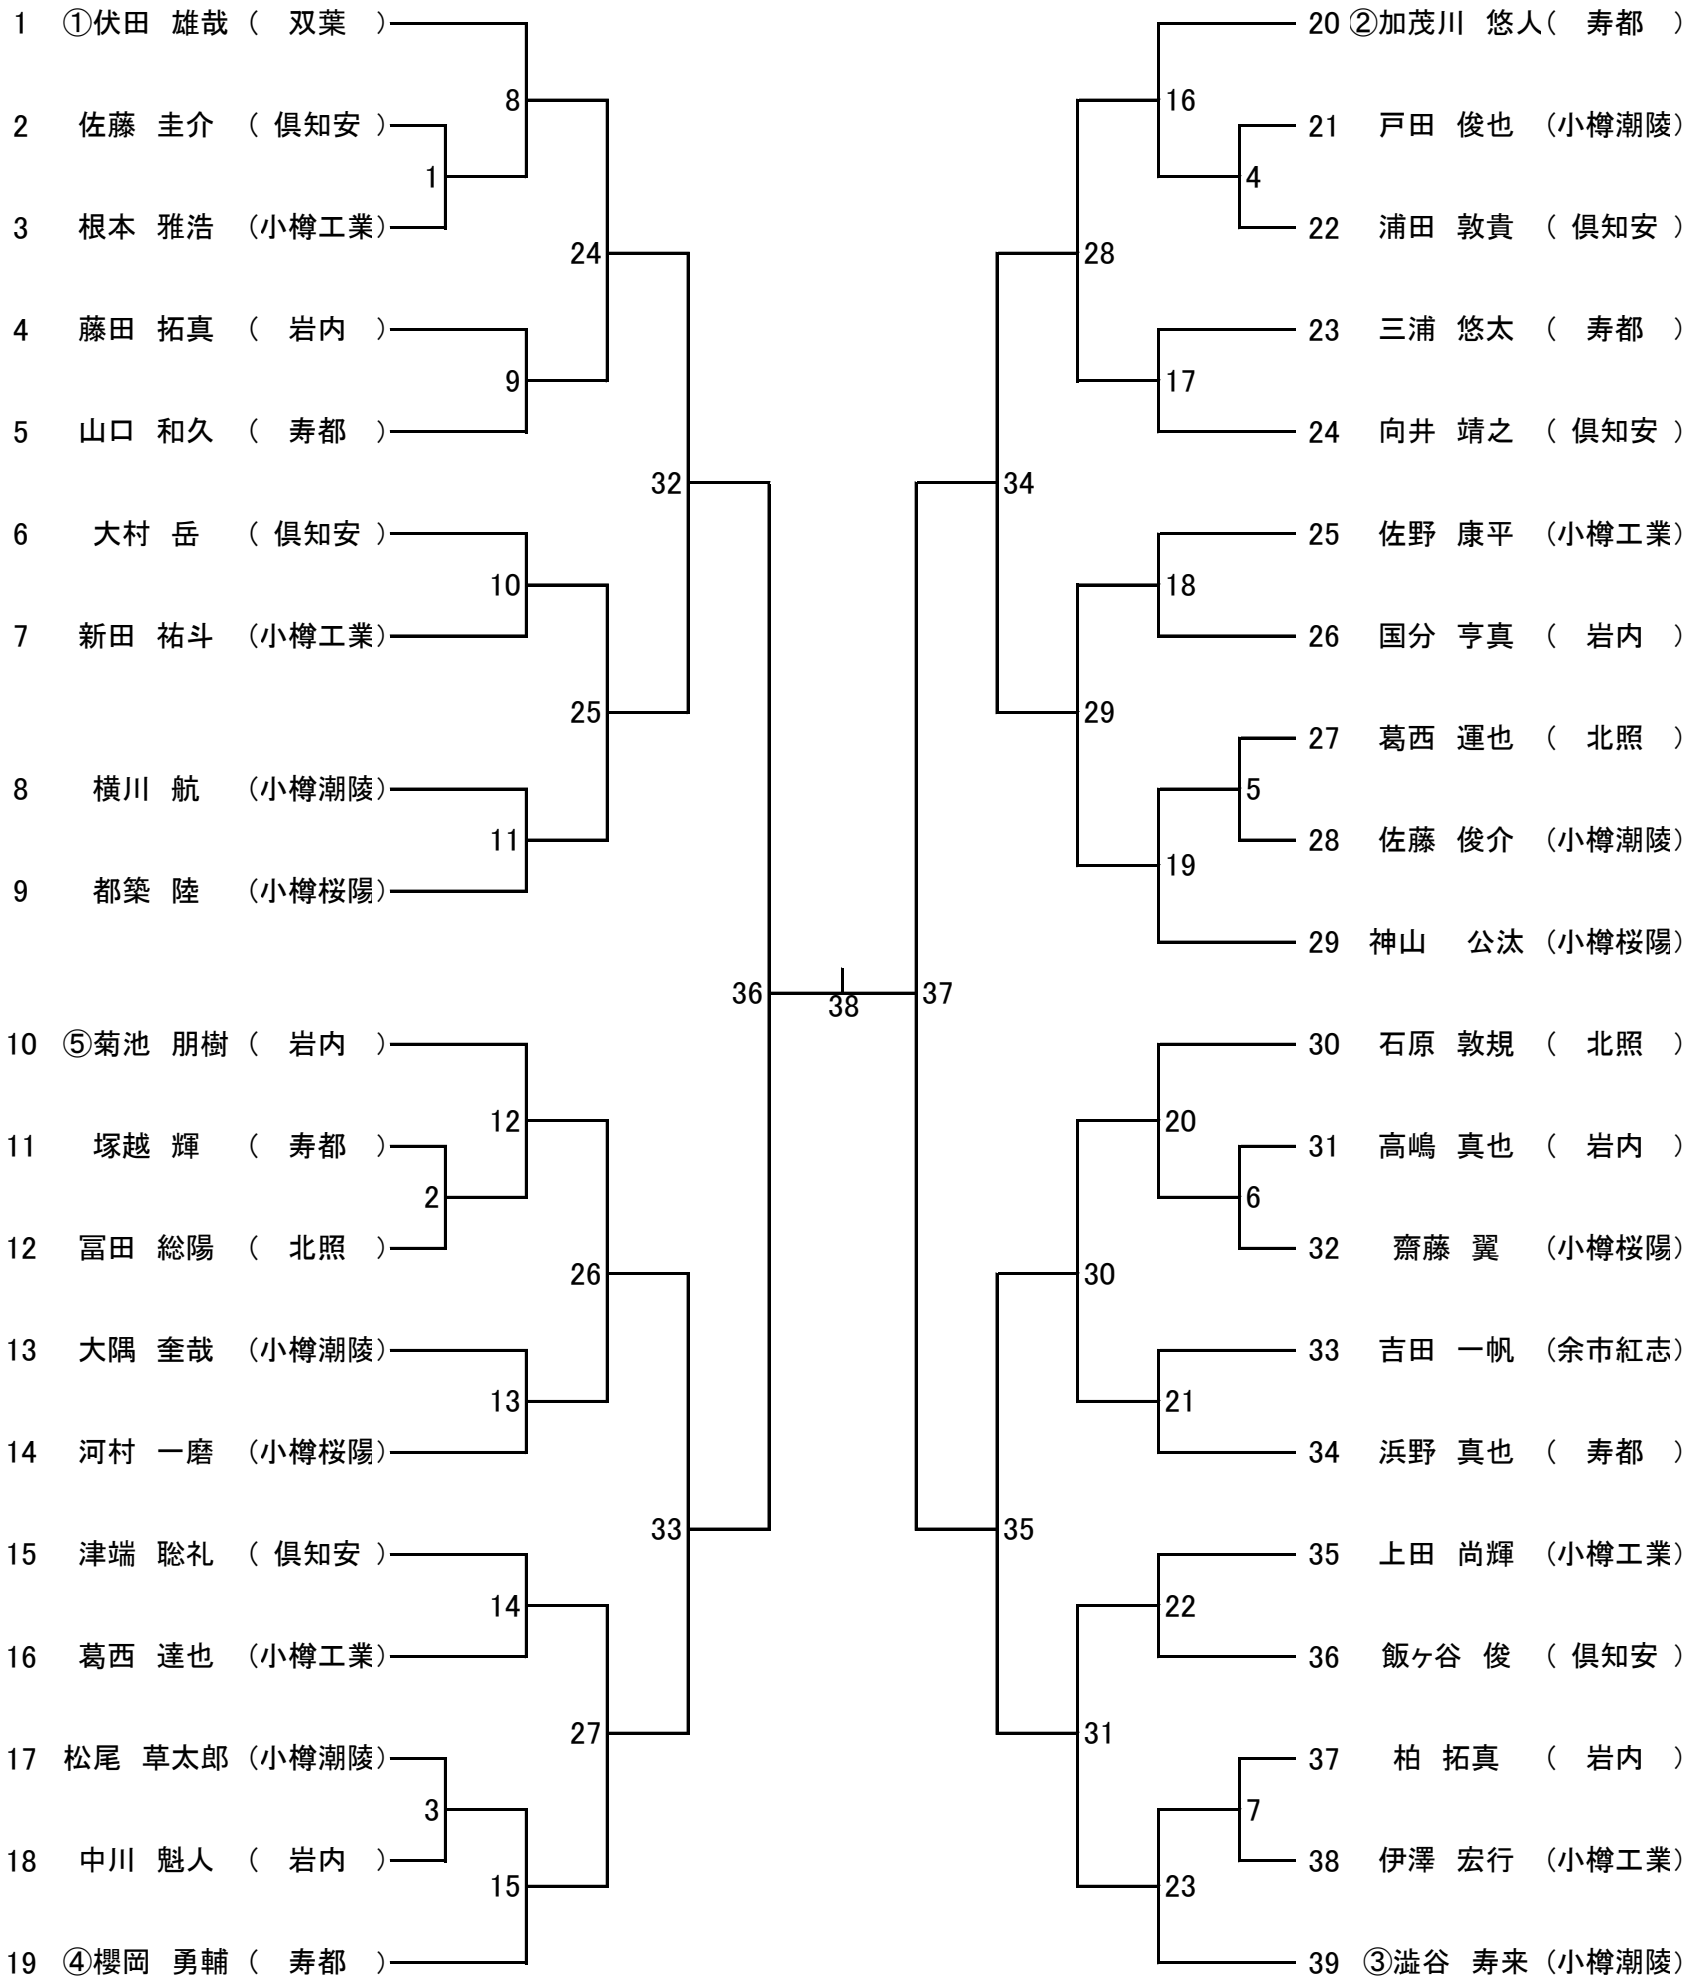 1 ①伏田 雄哉 ( 双葉 )
2 佐藤 圭介 ( 倶知安 )
3 根本 雅浩 (小樽工業)
4 藤田 拓真 ( 岩内 )
5 山口 和久 ( 寿都 )
6 大村 岳 ( 倶知安 )
7 新田 祐斗 (小樽工業)
8 横川 航 (小樽潮陵)
9 都築 陸 (小樽桜陽)
10 ⑤菊池 朋樹 ( 岩内 )
11 塚越 輝 ( 寿都 )
12 冨田 総陽 ( 北照 )
13 大隅 奎哉 (小樽潮陵)
14 河村 一磨 (小樽桜陽)
15 津端 聡礼 ( 倶知安 )
16 葛西 達也 (小樽工業)
17 松尾 草太郎 (小樽潮陵)
18 中川 魁人 ( 岩内 )
19 ④櫻岡 勇輔 ( 寿都 )
1
2
3
8
9
10
11
12
13
14
15
24
25
26
27
32
33
36
38
37
34
35
28
29
30
31
16
17
18
19
20
21
22
23
4
5
6
7
20 ②加茂川 悠人( 寿都 )
21 戸田 俊也 (小樽潮陵)
22 浦田 敦貴 ( 倶知安 )
23 三浦 悠太 ( 寿都 )
24 向井 靖之 ( 倶知安 )
25 佐野 康平 (小樽工業)
26 国分 亨真 ( 岩内 )
27 葛西 運也 ( 北照 )
28 佐藤 俊介 (小樽潮陵)
29 神山 公汰 (小樽桜陽)
30 石原 敦規 ( 北照 )
31 高嶋 真也 ( 岩内 )
32 齋藤 翼 (小樽桜陽)
33 吉田 一帆 (余市紅志)
34 浜野 真也 ( 寿都 )
35 上田 尚輝 (小樽工業)
36 飯ヶ谷 俊 ( 倶知安 )
37 柏 拓真 ( 岩内 )
38 伊澤 宏行 (小樽工業)
39 ③澁谷 寿来 (小樽潮陵)